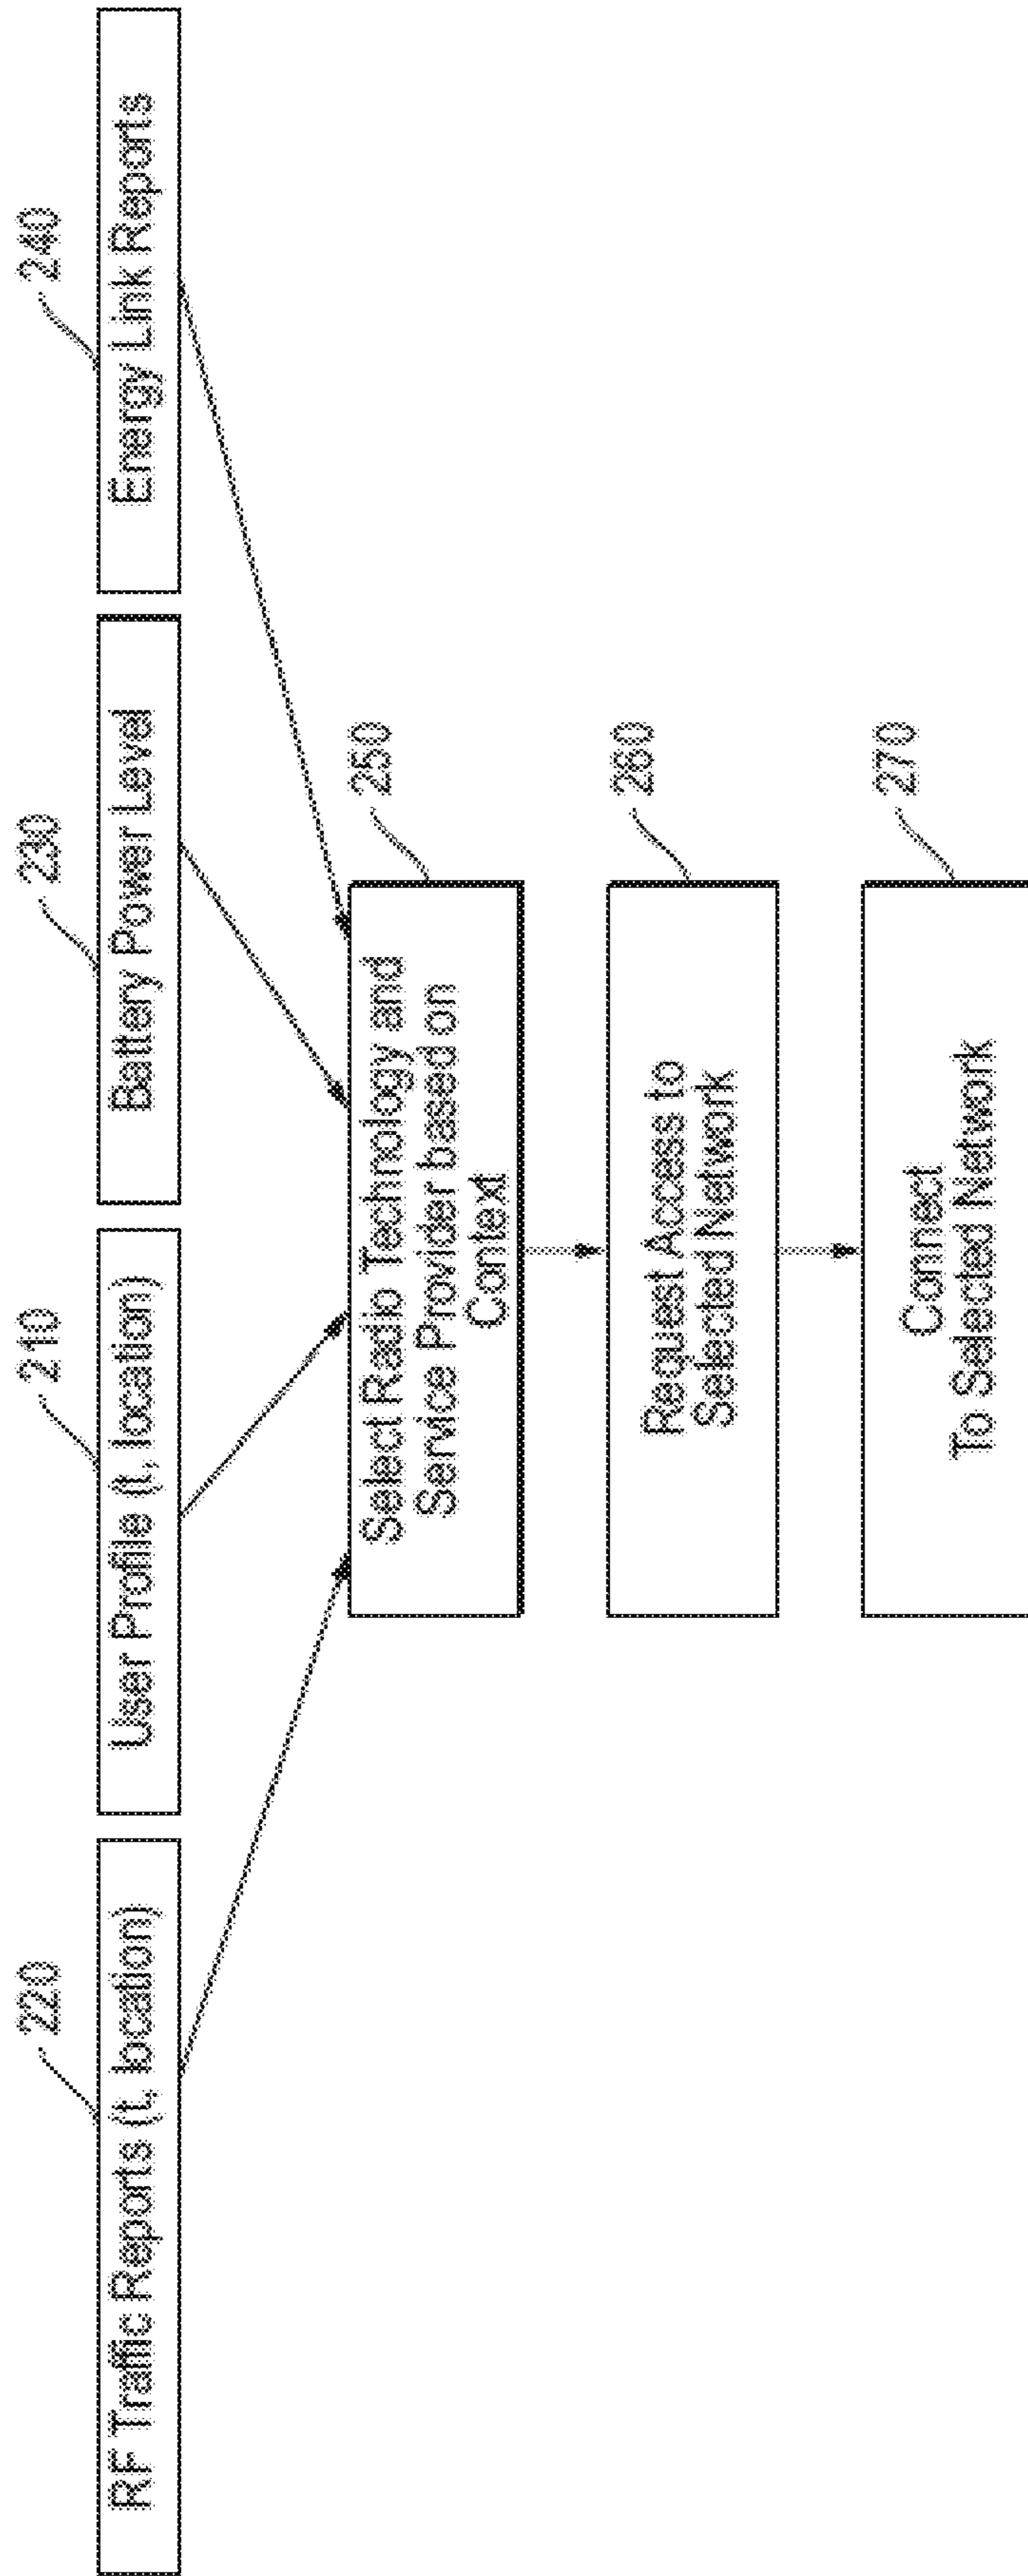 220
RF Traffic Reports (t, location)
210
User Profile (t, location)
230
Battery Power Level
240
Energy Link Reports
250
Select Radio Technology and
Service Provider based on
Context
260
Request Access to
Selected Network
270
Connect
To Selected Network